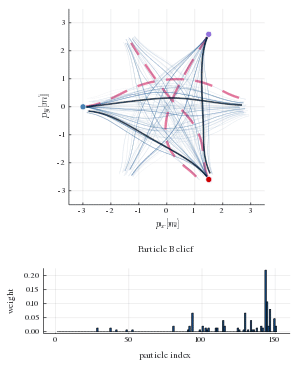 3
2
1
0
-1
-2
-3
p_y [m]
-3 -2 -1 0 1 2 3
p_x [m]
Particle Belief
0.20
0.15
0.10
0.05
0.00
weight
0 50 100 150
particle index